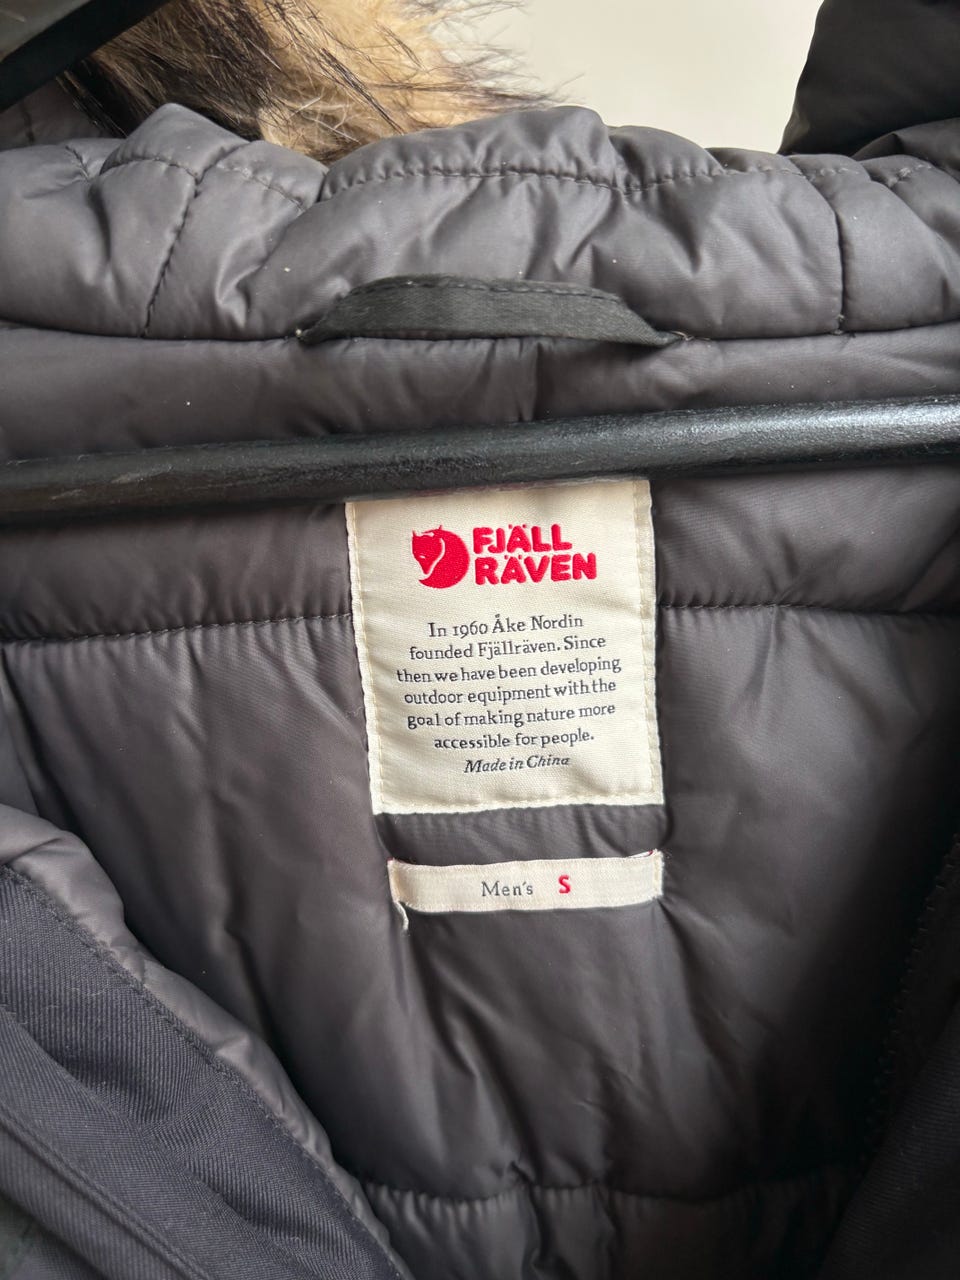 FJÄLL
RÄVEN
In 1960 Åke Nordin
founded Fjällräven. Since
then we have been developing
outdoor equipment with the
goal of making nature more
accessible for people.
Made in China
Men's S